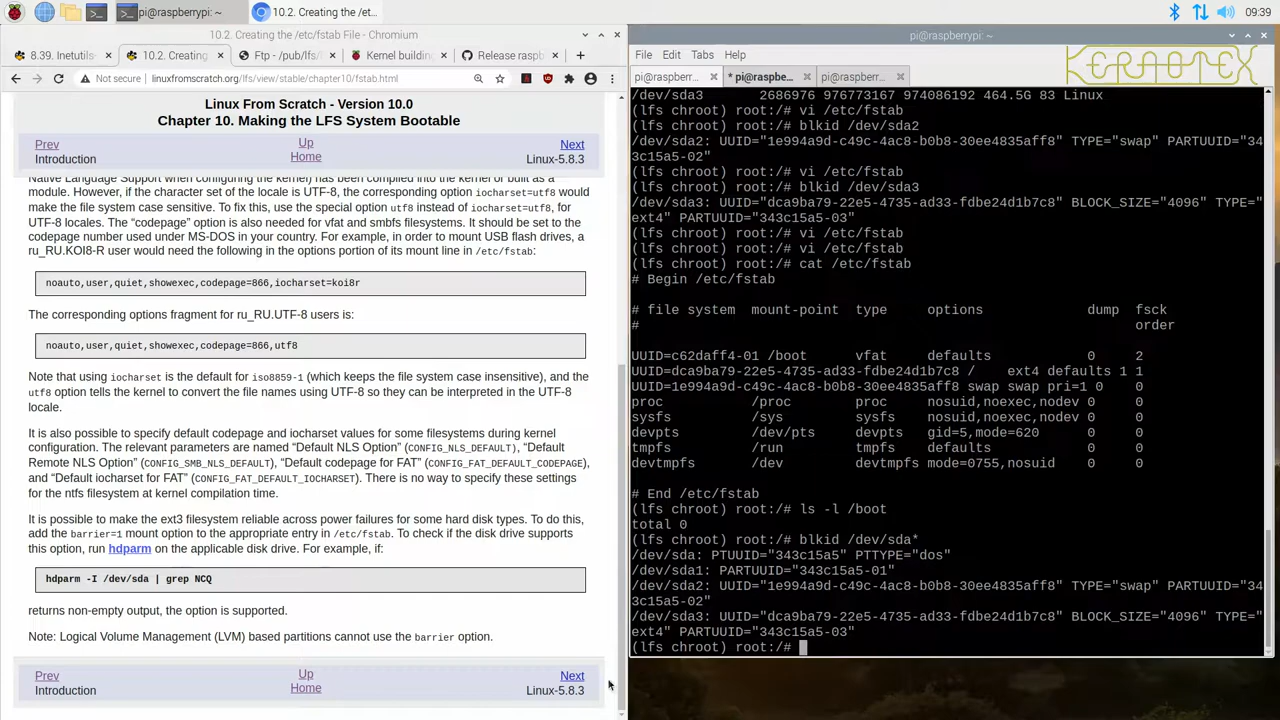 pi@raspberrypi: ~
10.2. Creating the /et...
09:39
10.2. Creating the /etc/fstab File - Chromium
8.39. Inetutils-
10.2. Creating
Ftp - pub/lfs/
Kernel building
Release raspb
Not secure | linuxfromscratch.org/lfs/view/stable/chapter10/fstab.html
Linux From Scratch - Version 10.0
Chapter 10. Making the LFS System Bootable
Prev
Up
Next
Introduction
Home
Linux-5.8.3
Native Language Support when configuring the kernel) has been compiled into the kernel or built as a
module. However, if the character set of the locale is UTF-8, the corresponding option iocharset=utf8 would
make the file system case sensitive. To fix this, use the special option utf8 instead of iocharset=utf8, for
UTF-8 locales. The “codepage” option is also needed for vfat and smbfs filesystems. It should be set to the
codepage number used under MS-DOS in your country. For example, in order to mount USB flash drives, a
ru_RU.KOI8-R user would need the following in the options portion of its mount line in /etc/fstab:
noauto,user,quiet,showexec,codepage=866,iocharset=koi8r
The corresponding options fragment for ru_RU.UTF-8 users is:
noauto,user,quiet,showexec,codepage=866,utf8
Note that using iocharset is the default for iso8859-1 (which keeps the file system case insensitive), and the
utf8 option tells the kernel to convert the file names using UTF-8 so they can be interpreted in the UTF-8
locale.
It is also possible to specify default codepage and iocharset values for some filesystems during kernel
configuration. The relevant parameters are named “Default NLS Option” (CONFIG_NLS_DEFAULT), “Default
Remote NLS Option” (CONFIG_SMB_NLS_DEFAULT), “Default codepage for FAT” (CONFIG_FAT_DEFAULT_CODEPAGE),
and “Default iocharset for FAT” (CONFIG_FAT_DEFAULT_IOCHARSET). There is no way to specify these settings
for the ntfs filesystem at kernel compilation time.
It is possible to make the ext3 filesystem reliable across power failures for some hard disk types. To do this,
add the barrier=1 mount option to the appropriate entry in /etc/fstab. To check if the disk drive supports
this option, run hdparm on the applicable disk drive. For example, if:
hdparm -I /dev/sda | grep NCQ
returns non-empty output, the option is supported.
Note: Logical Volume Management (LVM) based partitions cannot use the barrier option.
Prev
Up
Next
Introduction
Home
Linux-5.8.3
pi@raspberrypi: ~
File Edit Tabs Help
KERNOTEX
pi@raspberr...
* pi@raspbe...
pi@raspberr...
/dev/sda3 2686976 976773167 974086192 464.5G 83 Linux
(lfs chroot) root:/# vi /etc/fstab
(lfs chroot) root:/# blkid /dev/sda2
/dev/sda2: UUID="1e994a9d-c49c-4ac8-b0b8-30ee4835aff8" TYPE="swap" PARTUUID="34
3c15a5-02"
(lfs chroot) root:/# vi /etc/fstab
(lfs chroot) root:/# blkid /dev/sda3
/dev/sda3: UUID="dca9ba79-22e5-4735-ad33-fdbe24d1b7c8" BLOCK_SIZE="4096" TYPE="
ext4" PARTUUID="343c15a5-03"
(lfs chroot) root:/# vi /etc/fstab
(lfs chroot) root:/# vi /etc/fstab
(lfs chroot) root:/# cat /etc/fstab
# Begin /etc/fstab
# file system mount-point type options dump fsck
# order
UUID=c62daff4-01 /boot vfat defaults 0 2
UUID=dca9ba79-22e5-4735-ad33-fdbe24d1b7c8 / ext4 defaults 1 1
UUID=1e994a9d-c49c-4ac8-b0b8-30ee4835aff8 swap swap pri=1 0 0
proc /proc proc nosuid,noexec,nodev 0 0
sysfs /sys sysfs nosuid,noexec,nodev 0 0
devpts /dev/pts devpts gid=5,mode=620 0 0
tmpfs /run tmpfs defaults 0 0
devtmpfs /dev devtmpfs mode=0755,nosuid 0 0
# End /etc/fstab
(lfs chroot) root:/# ls -l /boot
total 0
(lfs chroot) root:/# blkid /dev/sda*
/dev/sda: PTUUID="343c15a5" PTTYPE="dos"
/dev/sda1: PARTUUID="343c15a5-01"
/dev/sda2: UUID="1e994a9d-c49c-4ac8-b0b8-30ee4835aff8" TYPE="swap" PARTUUID="34
3c15a5-02"
/dev/sda3: UUID="dca9ba79-22e5-4735-ad33-fdbe24d1b7c8" BLOCK_SIZE="4096" TYPE="
ext4" PARTUUID="343c15a5-03"
(lfs chroot) root:/#